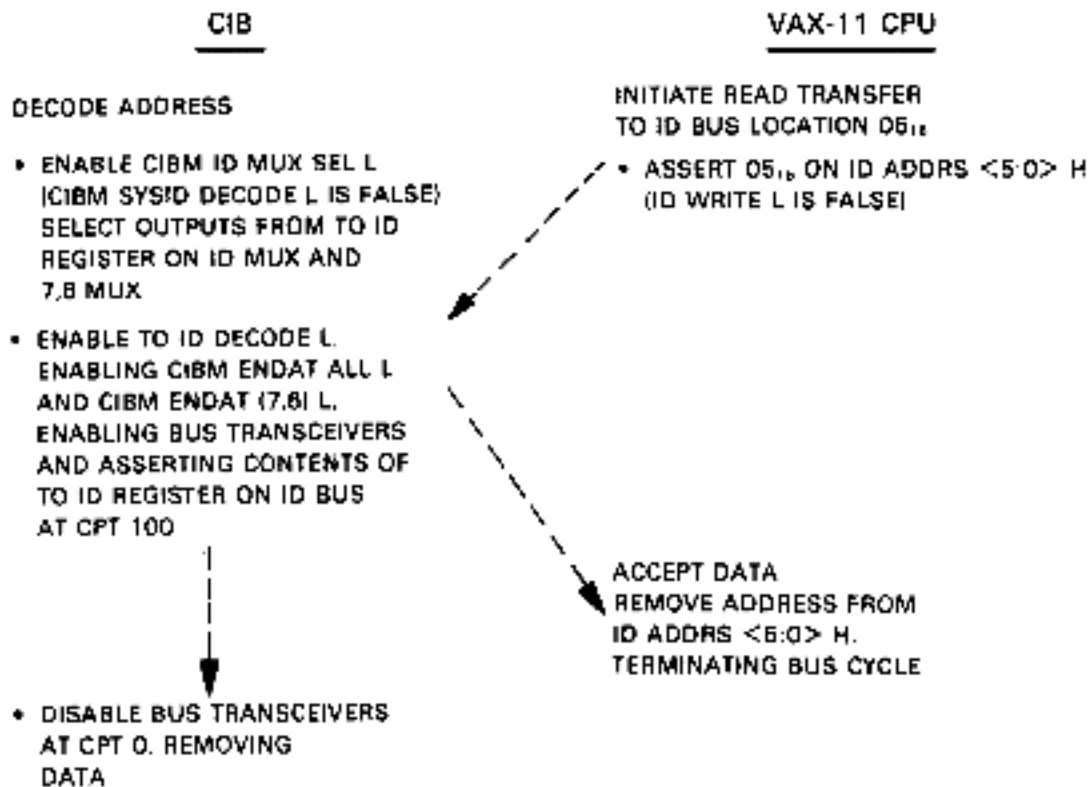 CIB
DECODE ADDRESS
• ENABLE CIBM ID MUX SEL L
(CIBM SYSID DECODE L IS FALSE)
SELECT OUTPUTS FROM TO ID
REGISTER ON ID MUX AND
7,8 MUX
• ENABLE TO ID DECODE L,
ENABLING CIBM ENDAT ALL L
AND CIBM ENDAT (7,6) L,
ENABLING BUS TRANSCEIVERS
AND ASSERTING CONTENTS OF
TO ID REGISTER ON ID BUS
AT CPT 100
• DISABLE BUS TRANSCEIVERS
AT CPT 0, REMOVING
DATA
VAX-11 CPU
INITIATE READ TRANSFER
TO ID BUS LOCATION 05₁₆
• ASSERT 05₁₆ ON ID ADDRS <5:0> H
(ID WRITE L IS FALSE)
ACCEPT DATA
REMOVE ADDRESS FROM
ID ADDRS <5:0> H,
TERMINATING BUS CYCLE